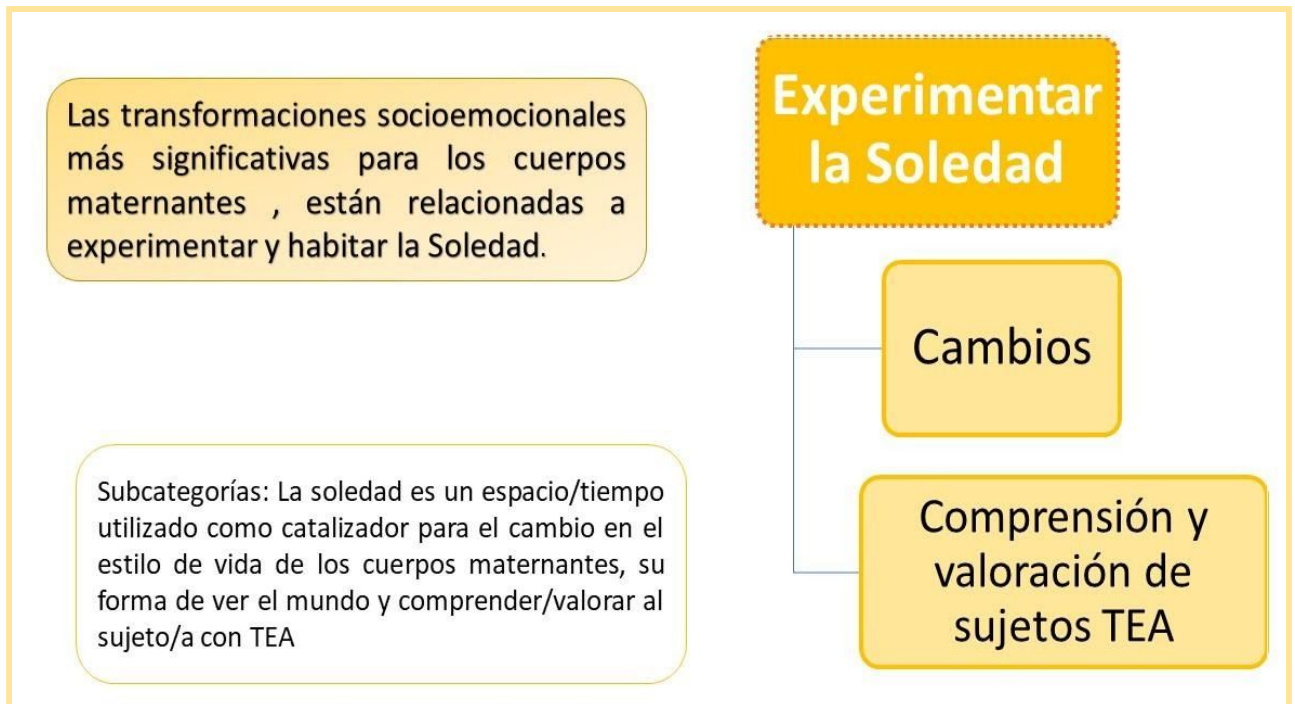 Las transformaciones socioemocionales
más significativas para los cuerpos
maternantes , están relacionadas a
experimentar y habitar la Soledad.
Experimentar
la Soledad
Cambios
Subcategorías: La soledad es un espacio/tiempo
utilizado como catalizador para el cambio en el
estilo de vida de los cuerpos maternantes, su
forma de ver el mundo y comprender/valorar al
sujeto/a con TEA
Comprensión y
valoración de
sujetos TEA